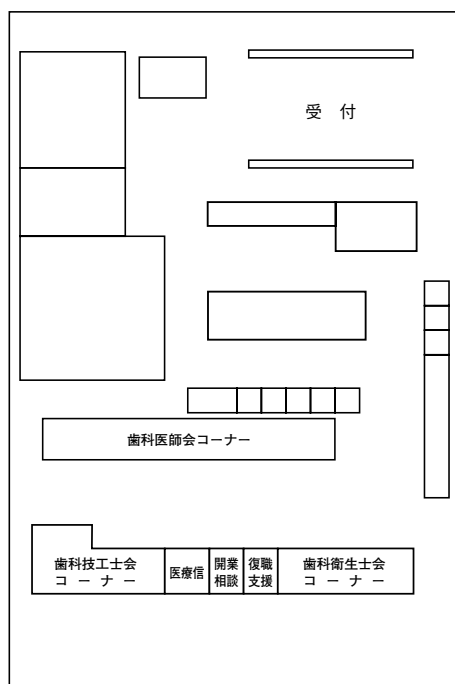 受 付
歯科医師会コーナー
歯科技工士会
コ ー ナ ー
医療信
開業
相談
復職
支援
歯科衛生士会
コ ー ナ ー